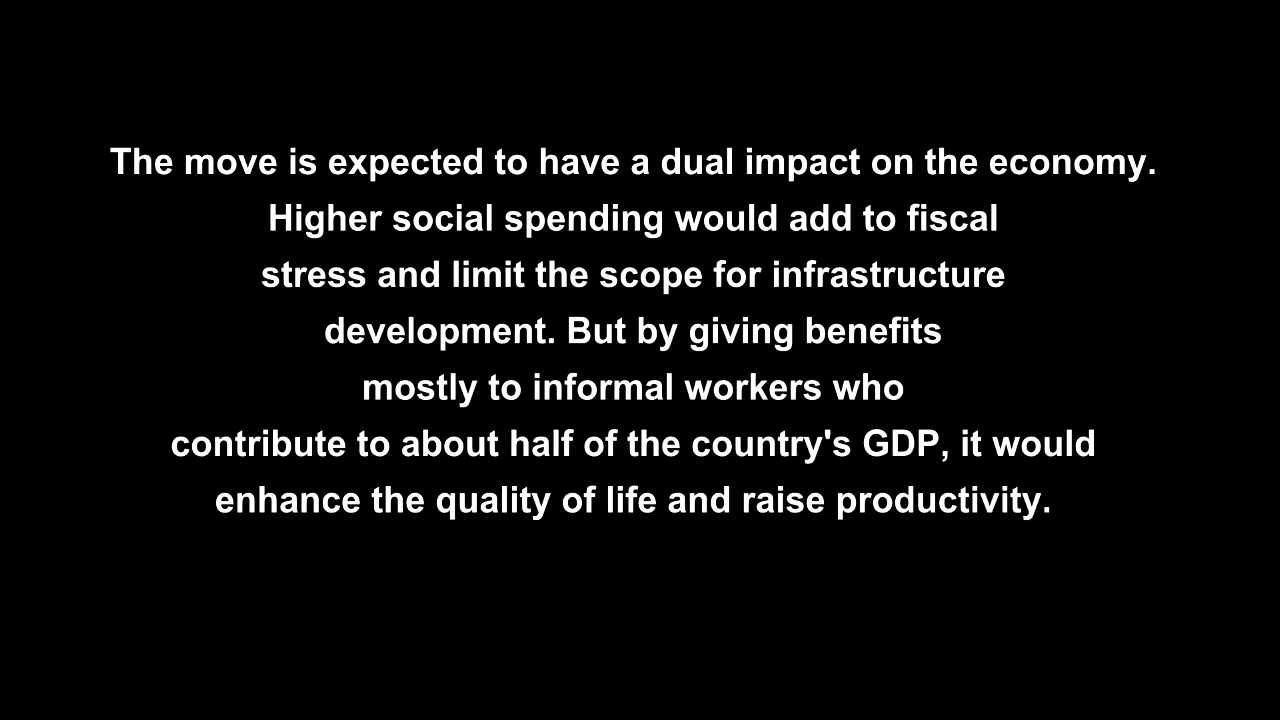 The move is expected to have a dual impact on the economy.
Higher social spending would add to fiscal
stress and limit the scope for infrastructure
development. But by giving benefits
mostly to informal workers who
contribute to about half of the country's GDP, it would
enhance the quality of life and raise productivity.